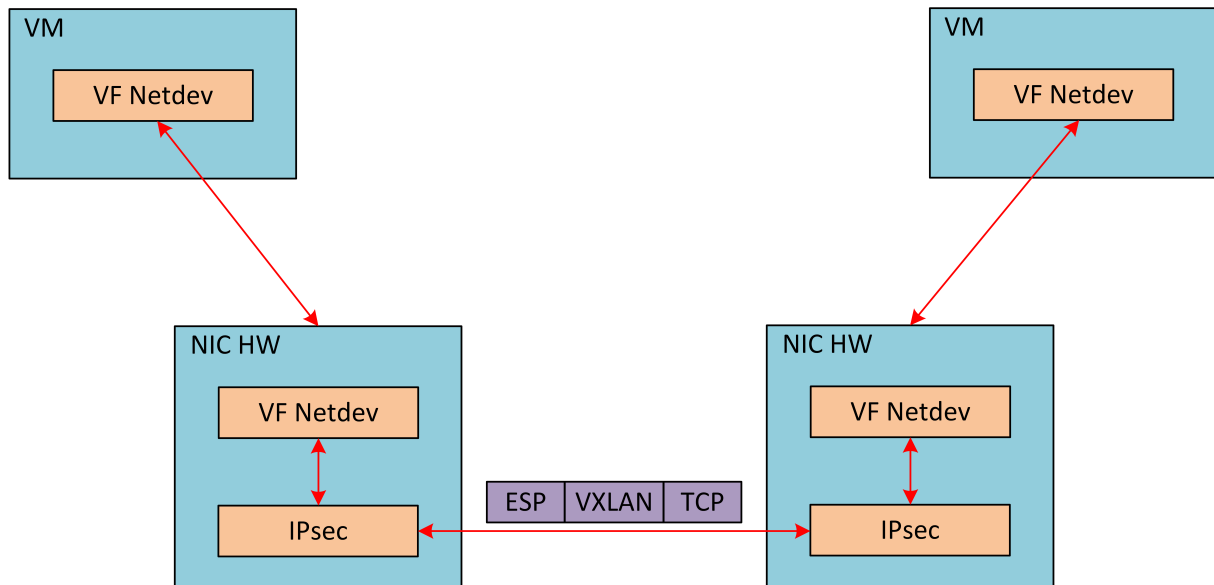 VM
VF Netdev
VM
VF Netdev
NIC HW
VF Netdev
IPsec
ESP VXLAN TCP
NIC HW
VF Netdev
IPsec